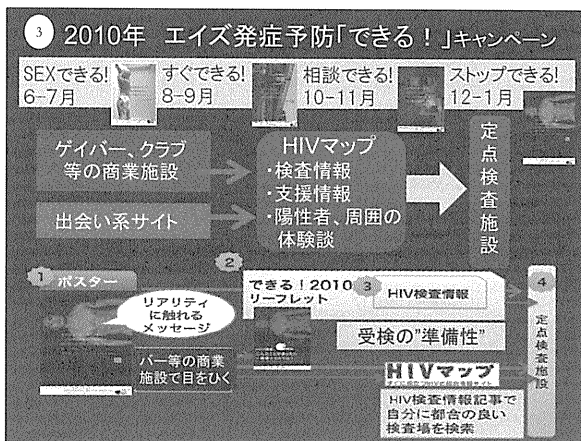 3 2010年 エイズ発症予防「できる！」キャンペーン
SEXできる!
6-7月
すぐできる!
8-9月
相談できる!
10-11月
ストップできる!
12-1月
ゲイバー、クラブ
等の商業施設
出会い系サイト
HIVマップ
・検査情報
・支援情報
・陽性者、周囲の
体験談
定点検査施設
1 ポスター
リアリティ
に触れる
メッセージ
バー等の商業
施設で目をひく
2
できる！2010
リーフレット
3 HIV検査情報
受検の"準備性"
HIVマップ
HIV検査情報記事で
自分に都合の良い
検査場を検索
4
定点検査施設